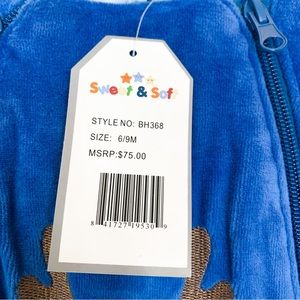 Sweet & Soft
STYLE NO: BH368
SIZE: 6/9M
MSRP:$75.00
8 41727 19530 9